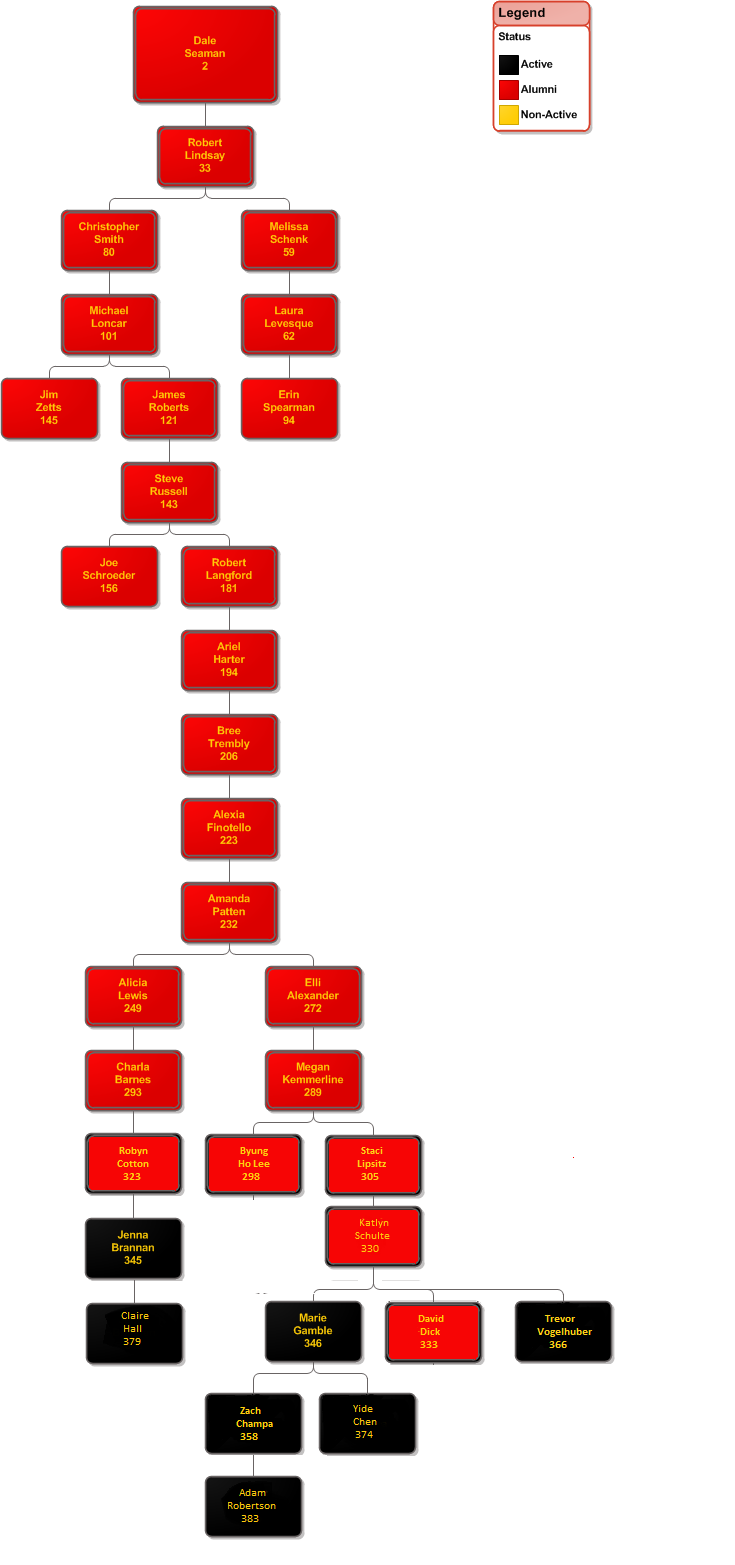 Legend
Status
Active
Alumni
Non-Active
Dale
Seaman
2
Robert
Lindsay
33
Christopher
Smith
80
Melissa
Schenk
59
Michael
Loncar
101
Laura
Levesque
62
Jim
Zetts
145
James
Roberts
121
Erin
Spearman
94
Steve
Russell
143
Joe
Schroeder
156
Robert
Langford
181
Ariel
Harter
194
Bree
Trembly
206
Alexia
Finotello
223
Amanda
Patten
232
Alicia
Lewis
249
Elli
Alexander
272
Charla
Barnes
293
Megan
Kemmerline
289
Robyn
Cotton
323
Byung
Ho Lee
298
Staci
Lipsitz
305
Katlyn
Schulte
330
Jenna
Brannan
345
Claire
Hall
379
Marie
Gamble
346
David
Dick
333
Trevor
Vogelhuber
366
Zach
Champa
358
Yide
Chen
374
Adam
Robertson
383